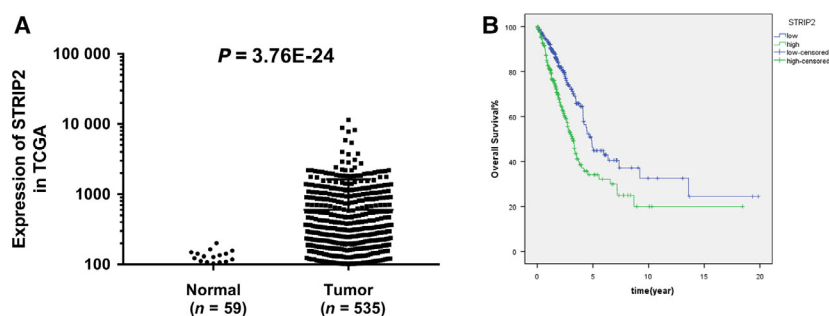 A
P = 3.76E-24
Expression of STRIP2
in TCGA
100 000
10 000
1000
100
Normal
(n = 59)
Tumor
(n = 535)
B
STRIP2
low
high
low-censored
high-censored
Overall Survival%
100
80
60
40
20
0
0
5
10
15
20
time(year)